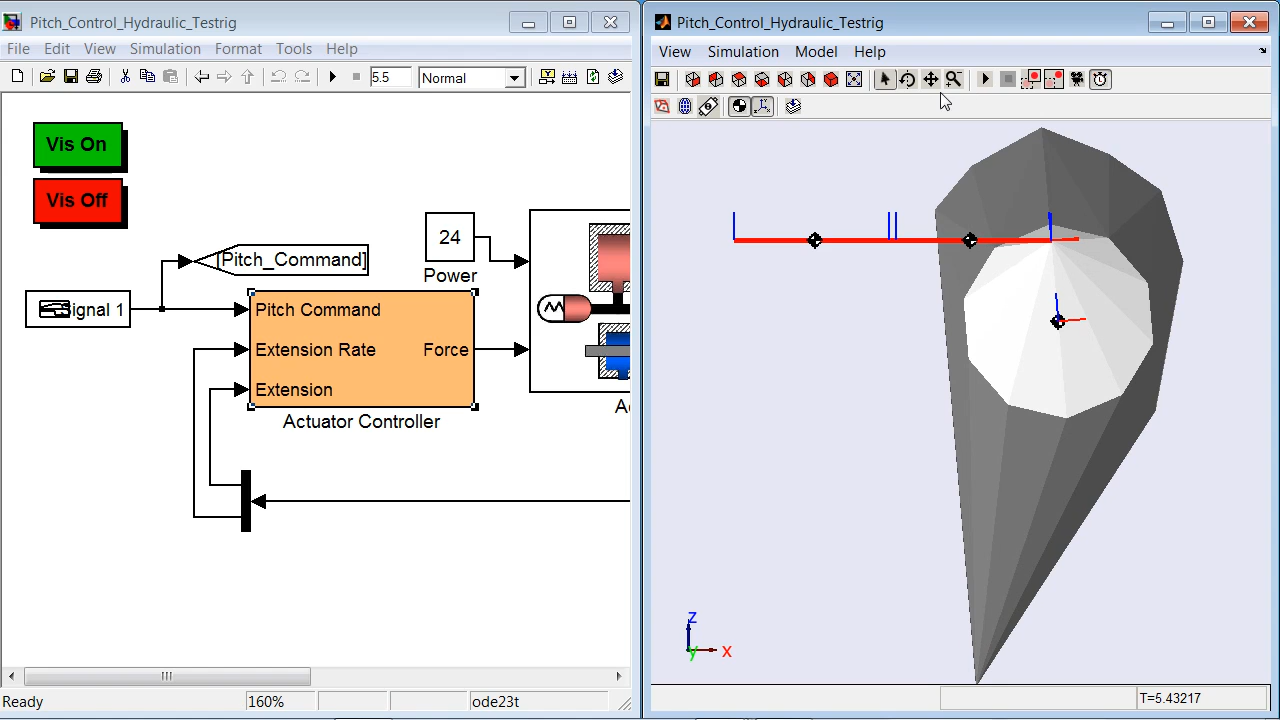 Pitch_Control_Hydraulic_Testrig
File Edit View Simulation Format Tools Help
5.5 Normal
Vis On
Vis Off
[Pitch_Command]
24
Power
Signal 1
Pitch Command
Extension Rate
Force
Extension
Actuator Controller
Ready 160% ode23t
Pitch_Control_Hydraulic_Testrig
View Simulation Model Help
z
y
x
T=5.43217